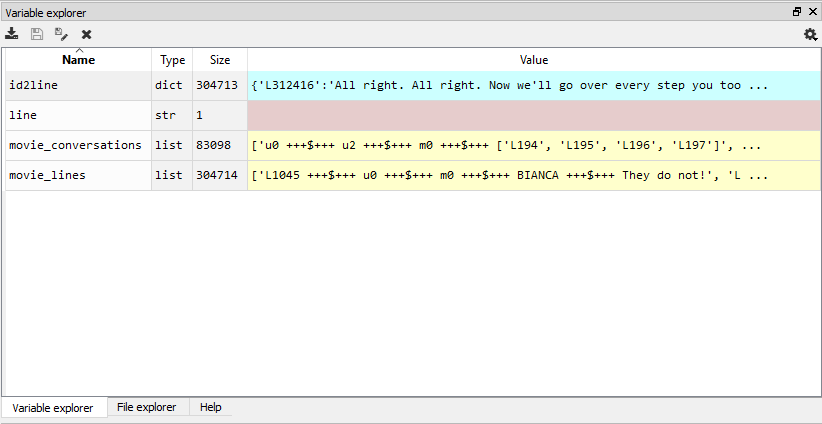 Variable explorer
Name Type Size Value
id2line dict 304713 {'L312416':'All right. All right. Now we'll go over every step you too ...
line str 1
movie_conversations list 83098 ['u0 +++$+++ u2 +++$+++ m0 +++$+++ ['L194', 'L195', 'L196', 'L197']', ...
movie_lines list 304714 ['L1045 +++$+++ u0 +++$+++ m0 +++$+++ BIANCA +++$+++ They do not!', 'L ...
Variable explorer File explorer Help